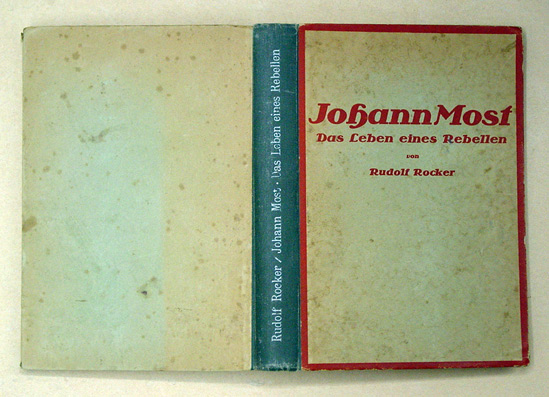 Rudolf Rocker / Johann Most · Das Leben eines Rebellen
Johann Most
Das Leben eines Rebellen
von
Rudolf Rocker